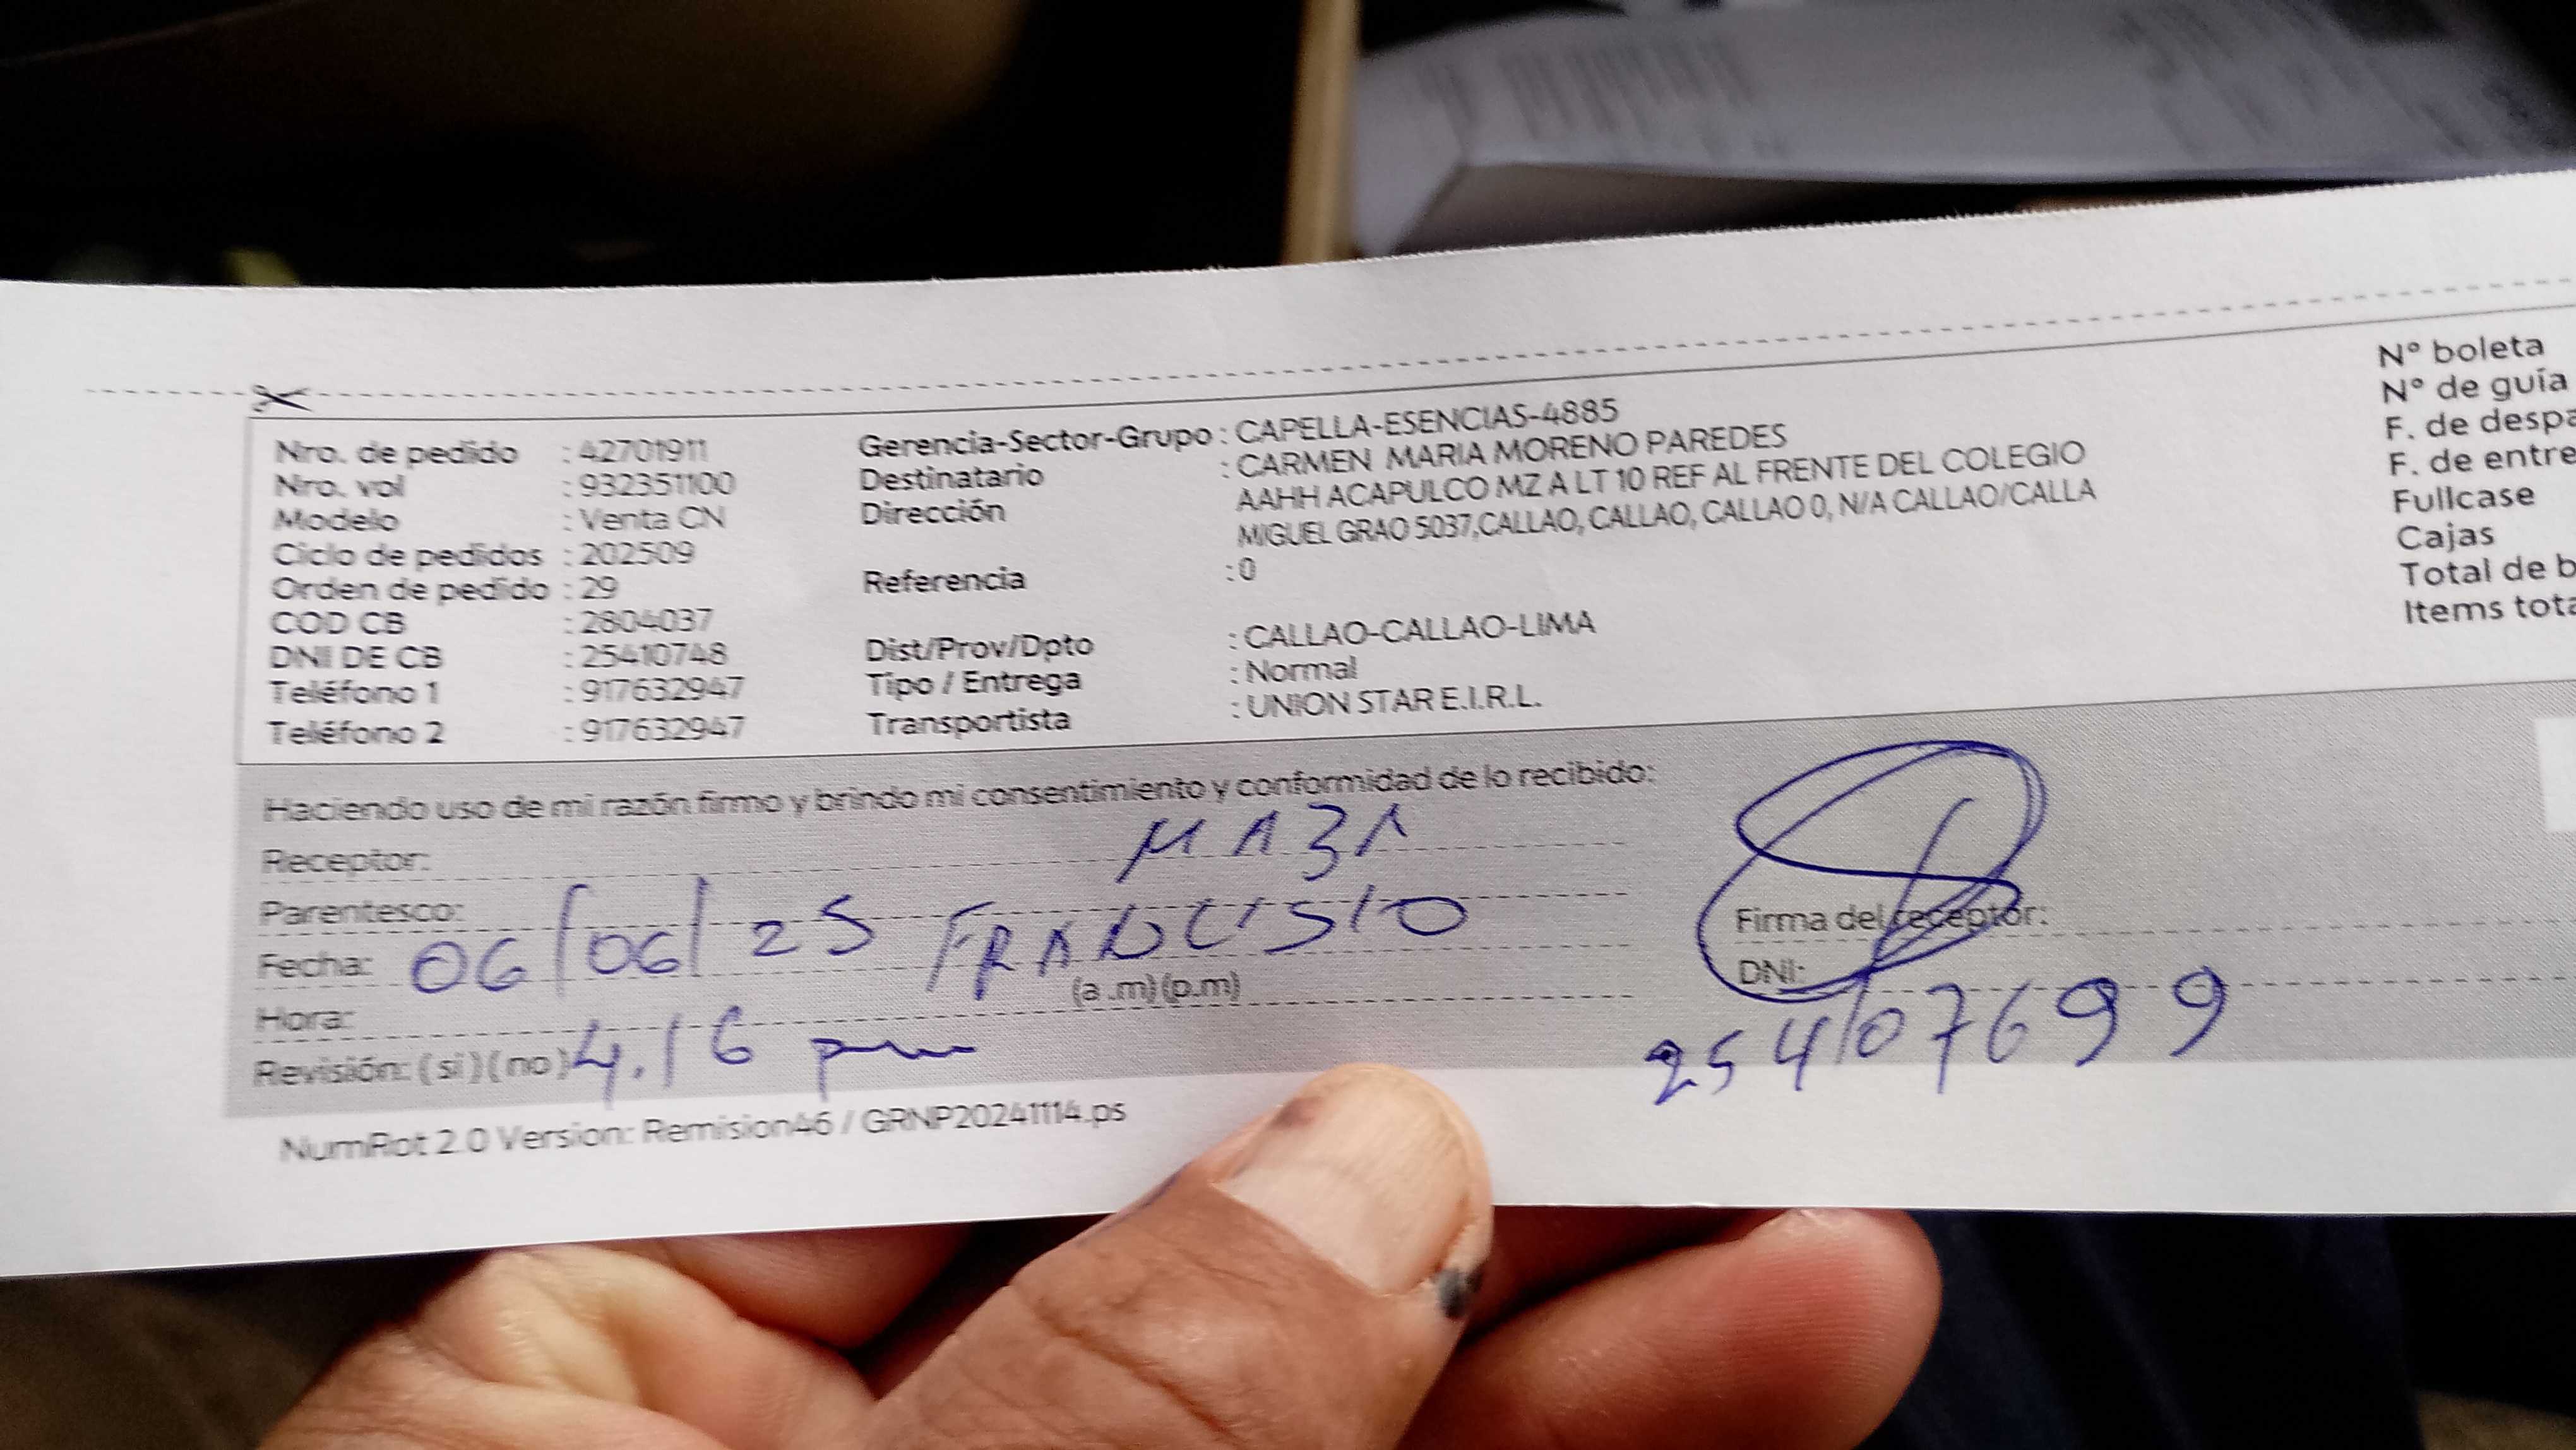 Nro. de pedido : 42701911
Nro. vol : 932351100
Modelo : Venta CN
Ciclo de pedidos : 202509
Orden de pedido : 29
COD CB : 2804037
DNI DE CB : 25410748
Teléfono 1 : 917632947
Teléfono 2 : 917632947
Gerencia-Sector-Grupo : CAPELLA-ESENCIAS-4885
Destinatario : CARMEN MARIA MORENO PAREDES
Dirección AAHH ACAPULCO MZ A LT 10 REF AL FRENTE DEL COLEGIO
MIGUEL GRAO 5037,CALLAO, CALLAO, CALLAO 0, N/A CALLAO/CALLA
Referencia : 0
Dist/Prov/Dpto : CALLAO-CALLAO-LIMA
Tipo / Entrega : Normal
Transportista : UNION STAR E.I.R.L.
N° boleta
N° de guía
F. de despa
F. de entre
Fullcase
Cajas
Total de b
Items tota
Haciendo uso de mi razón firmo y brindo mi consentimiento y conformidad de lo recibido:
Receptor:
Parentesco:
Fecha: 06/06/25
Hora: (a .m)(p.m)
Revisión: (si)(no) 4.16 pm
Firma del receptor:
DNI:
25407699
NumRot 2.0 Version: Remision46 / GRNP20241114.ps